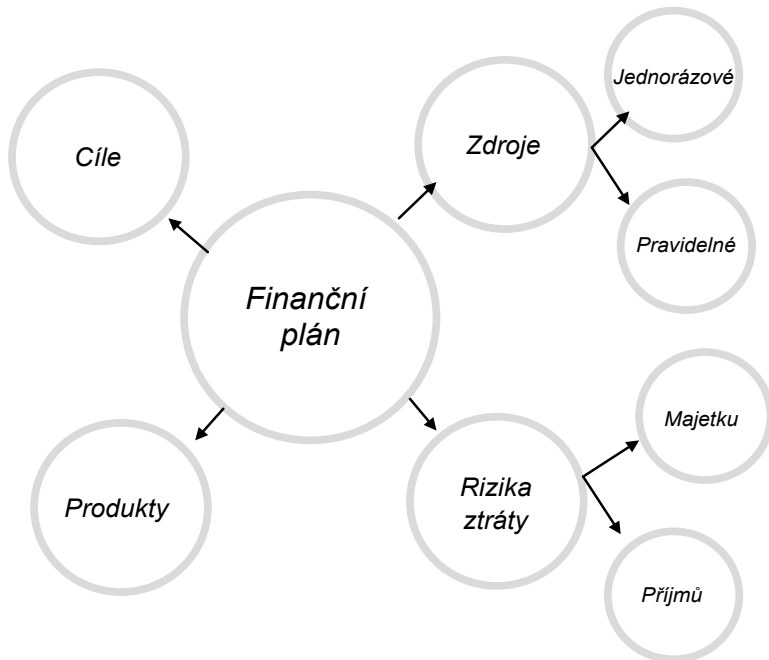 Jednorázové
Cíle
Zdroje
Pravidelné
Finanční
plán
Majetku
Produkty
Rizika
ztráty
Příjmů